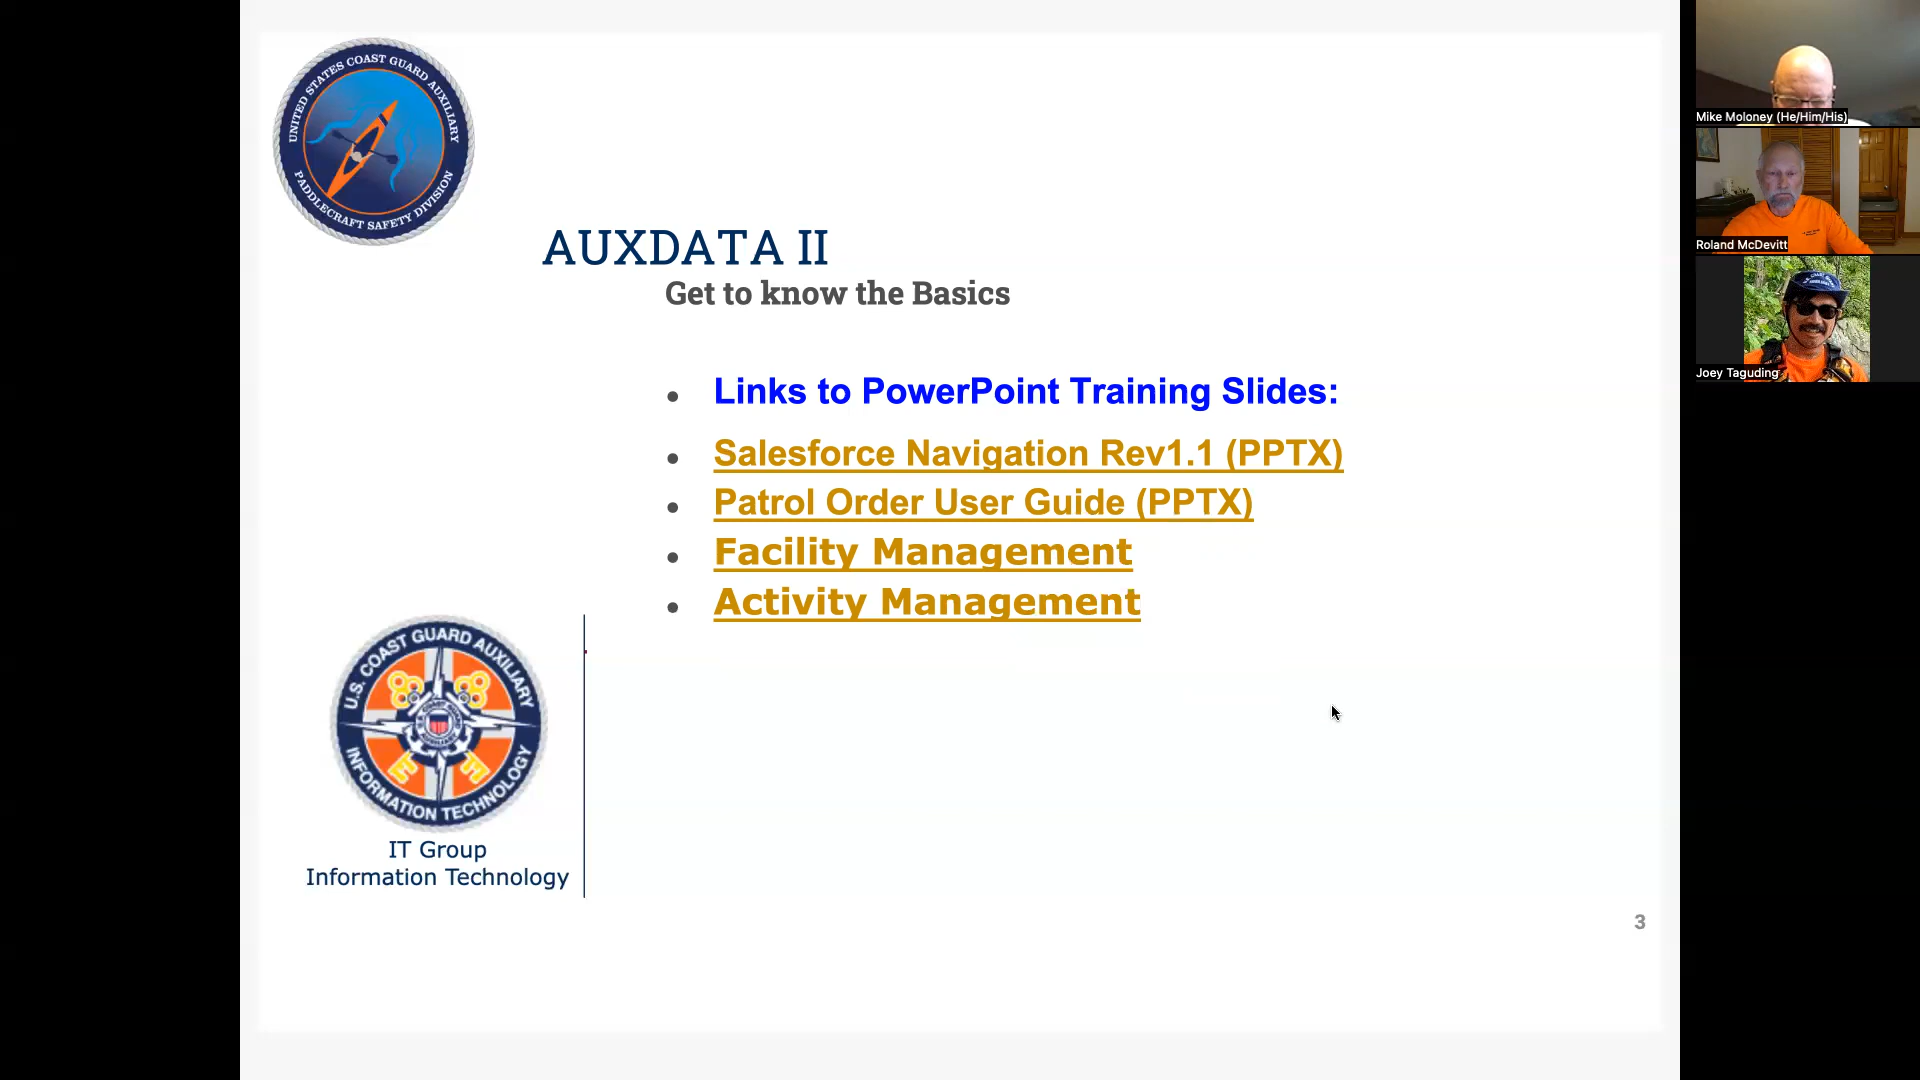 UNITED STATES COAST GUARD AUXILIARY
PADDLECRAFT SAFETY DIVISION
AUXDATA II
Get to know the Basics
• Links to PowerPoint Training Slides:
• Salesforce Navigation Rev1.1 (PPTX)
• Patrol Order User Guide (PPTX)
• Facility Management
• Activity Management
U.S. COAST GUARD AUXILIARY
INFORMATION TECHNOLOGY
IT Group
Information Technology
3
Mike Moloney (He/Him/His)
Roland McDevitt
Joey Taguding